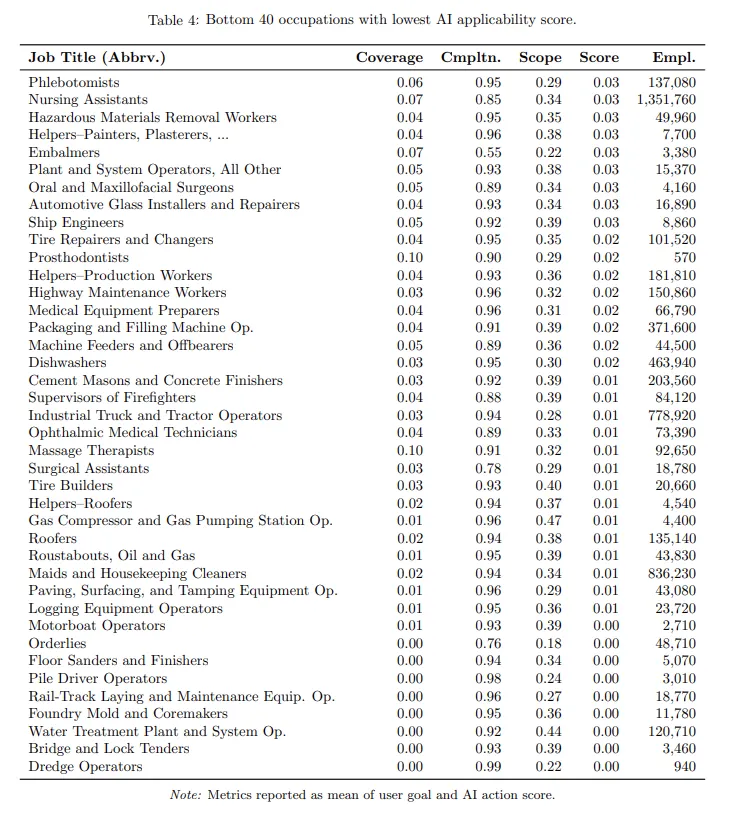 Table 4: Bottom 40 occupations with lowest AI applicability score.
Job Title (Abbrv.) Coverage Cmpltn. Scope Score Empl.
Phlebotomists 0.06 0.95 0.29 0.03 137,080
Nursing Assistants 0.07 0.85 0.34 0.03 1,351,760
Hazardous Materials Removal Workers 0.04 0.95 0.35 0.03 49,960
Helpers–Painters, Plasterers, ... 0.04 0.96 0.38 0.03 7,700
Embalmers 0.07 0.55 0.22 0.03 3,380
Plant and System Operators, All Other 0.05 0.93 0.38 0.03 15,370
Oral and Maxillofacial Surgeons 0.05 0.89 0.34 0.03 4,160
Automotive Glass Installers and Repairers 0.04 0.93 0.34 0.03 16,890
Ship Engineers 0.05 0.92 0.39 0.03 8,860
Tire Repairers and Changers 0.04 0.95 0.35 0.02 101,520
Prosthodontists 0.10 0.90 0.29 0.02 570
Helpers–Production Workers 0.04 0.93 0.36 0.02 181,810
Highway Maintenance Workers 0.03 0.96 0.32 0.02 150,860
Medical Equipment Preparers 0.04 0.96 0.31 0.02 66,790
Packaging and Filling Machine Op. 0.04 0.91 0.39 0.02 371,600
Machine Feeders and Offbearers 0.05 0.89 0.36 0.02 44,500
Dishwashers 0.03 0.95 0.30 0.02 463,940
Cement Masons and Concrete Finishers 0.03 0.92 0.39 0.01 203,560
Supervisors of Firefighters 0.04 0.88 0.39 0.01 84,120
Industrial Truck and Tractor Operators 0.03 0.94 0.28 0.01 778,920
Ophthalmic Medical Technicians 0.04 0.89 0.33 0.01 73,390
Massage Therapists 0.10 0.91 0.32 0.01 92,650
Surgical Assistants 0.03 0.78 0.29 0.01 18,780
Tire Builders 0.03 0.93 0.40 0.01 20,660
Helpers–Roofers 0.02 0.94 0.37 0.01 4,540
Gas Compressor and Gas Pumping Station Op. 0.01 0.96 0.47 0.01 4,400
Roofers 0.02 0.94 0.38 0.01 135,140
Roustabouts, Oil and Gas 0.01 0.95 0.39 0.01 43,830
Maids and Housekeeping Cleaners 0.02 0.94 0.34 0.01 836,230
Paving, Surfacing, and Tamping Equipment Op. 0.01 0.96 0.29 0.01 43,080
Logging Equipment Operators 0.01 0.95 0.36 0.01 23,720
Motorboat Operators 0.01 0.93 0.39 0.00 2,710
Orderlies 0.00 0.76 0.18 0.00 48,710
Floor Sanders and Finishers 0.00 0.94 0.34 0.00 5,070
Pile Driver Operators 0.00 0.98 0.24 0.00 3,010
Rail-Track Laying and Maintenance Equip. Op. 0.00 0.96 0.27 0.00 18,770
Foundry Mold and Coremakers 0.00 0.95 0.36 0.00 11,780
Water Treatment Plant and System Op. 0.00 0.92 0.44 0.00 120,710
Bridge and Lock Tenders 0.00 0.93 0.39 0.00 3,460
Dredge Operators 0.00 0.99 0.22 0.00 940
Note: Metrics reported as mean of user goal and AI action score.